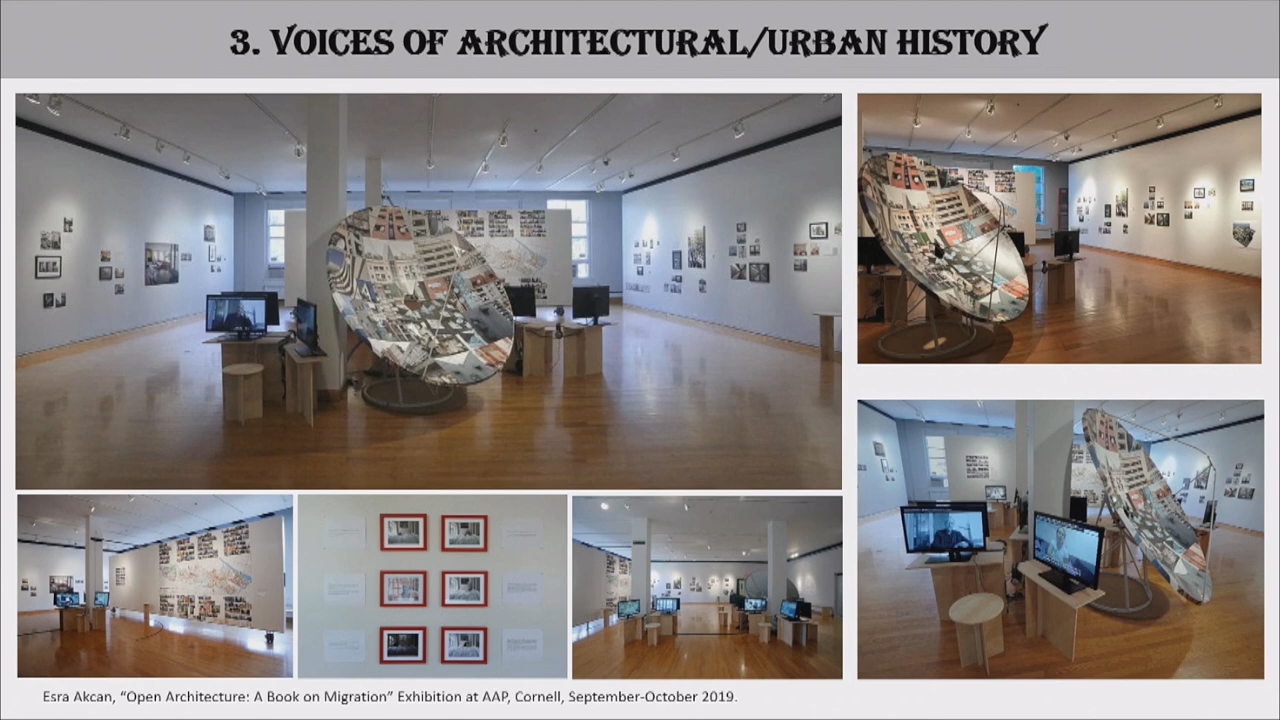 3. VOICES OF ARCHITECTURAL/URBAN HISTORY
Esra Akcan, “Open Architecture: A Book on Migration” Exhibition at AAP, Cornell, September-October 2019.